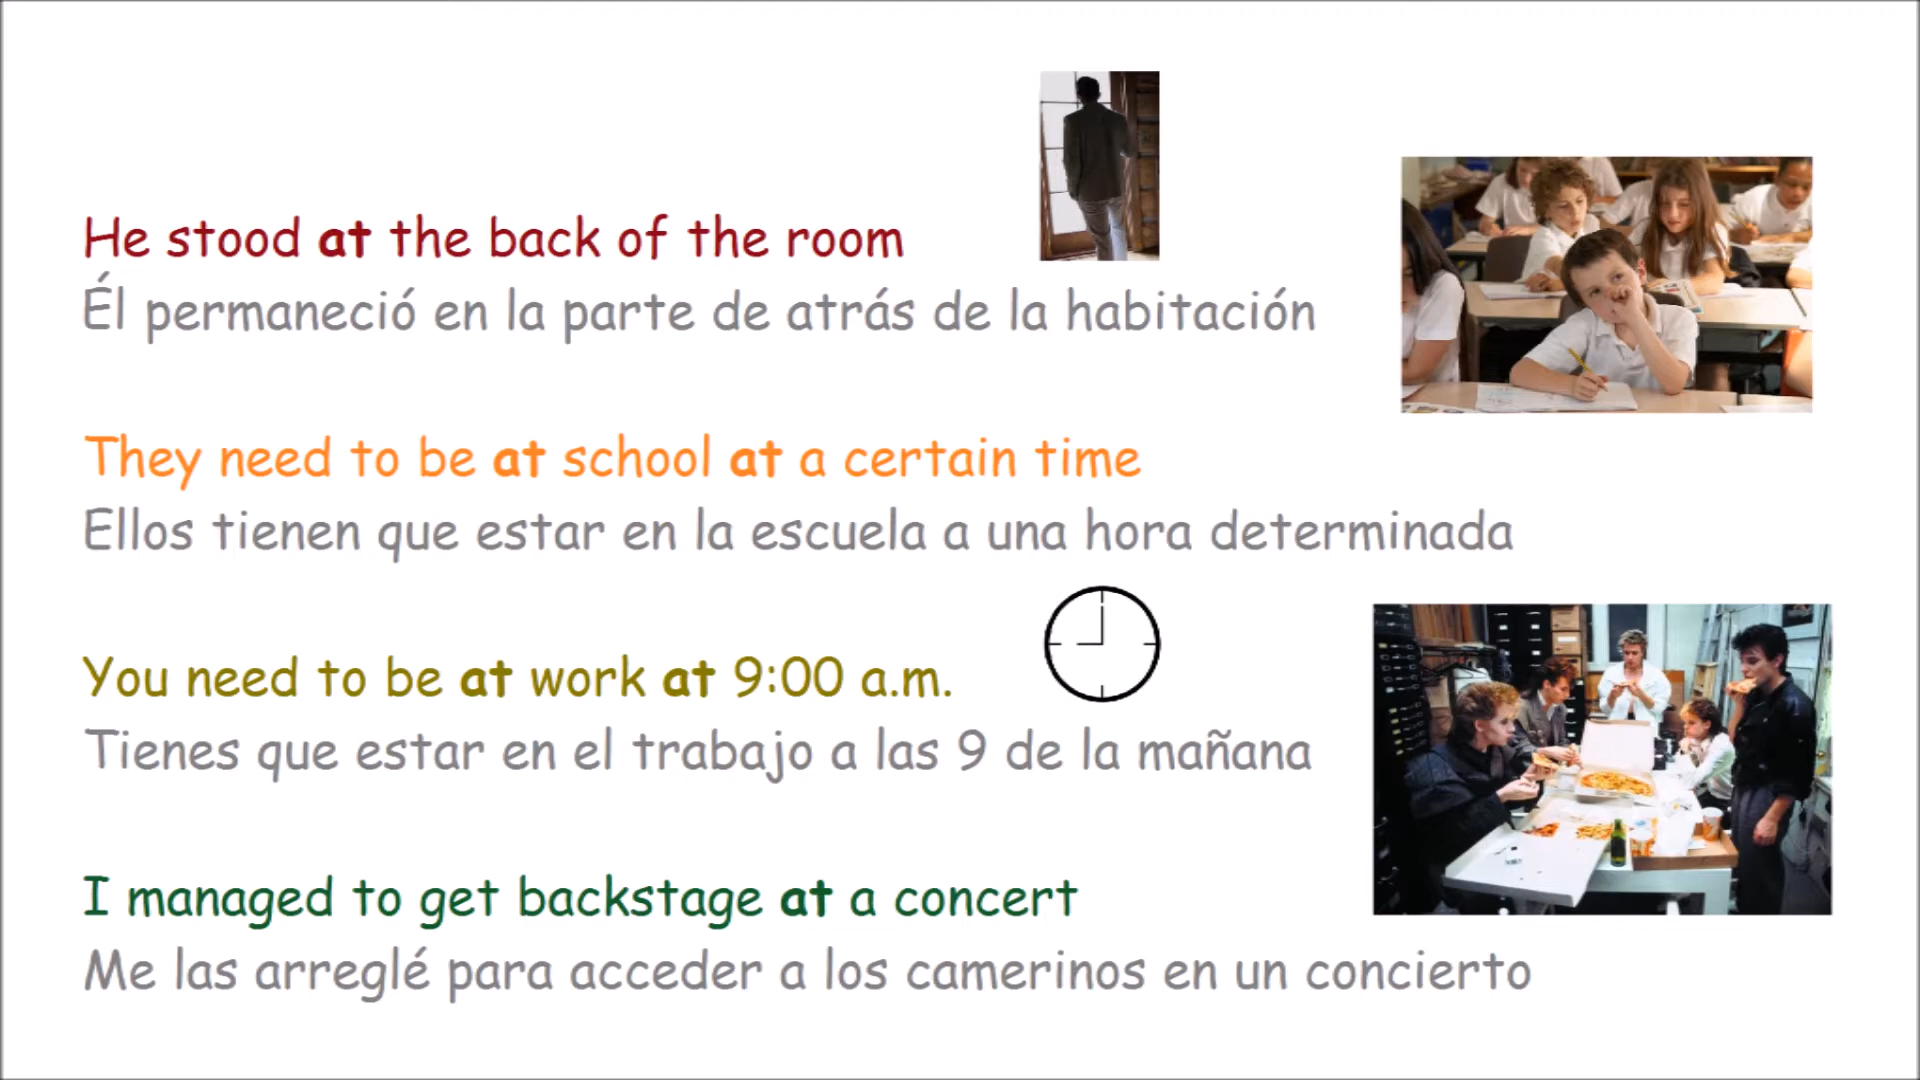 He stood at the back of the room
Él permaneció en la parte de atrás de la habitación
They need to be at school at a certain time
Ellos tienen que estar en la escuela a una hora determinada
You need to be at work at 9:00 a.m.
Tienes que estar en el trabajo a las 9 de la mañana
I managed to get backstage at a concert
Me las arreglé para acceder a los camerinos en un concierto